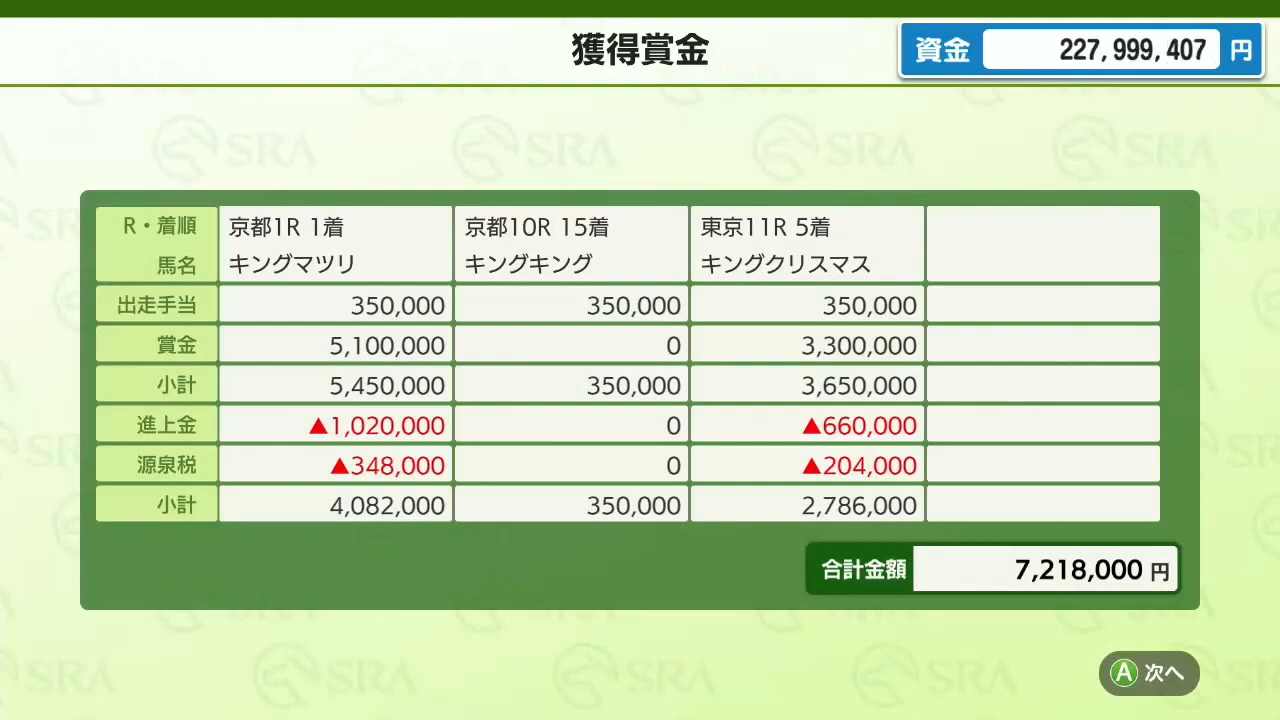 獲得賞金
資金 227,999,407 円
R・着順 京都1R 1着 京都10R 15着 東京11R 5着
馬名 キングマツリ キングキング キングクリスマス
出走手当 350,000 350,000 350,000
賞金 5,100,000 0 3,300,000
小計 5,450,000 350,000 3,650,000
進上金 ▲1,020,000 0 ▲660,000
源泉税 ▲348,000 0 ▲204,000
小計 4,082,000 350,000 2,786,000
合計金額 7,218,000 円
A 次へ
SRA